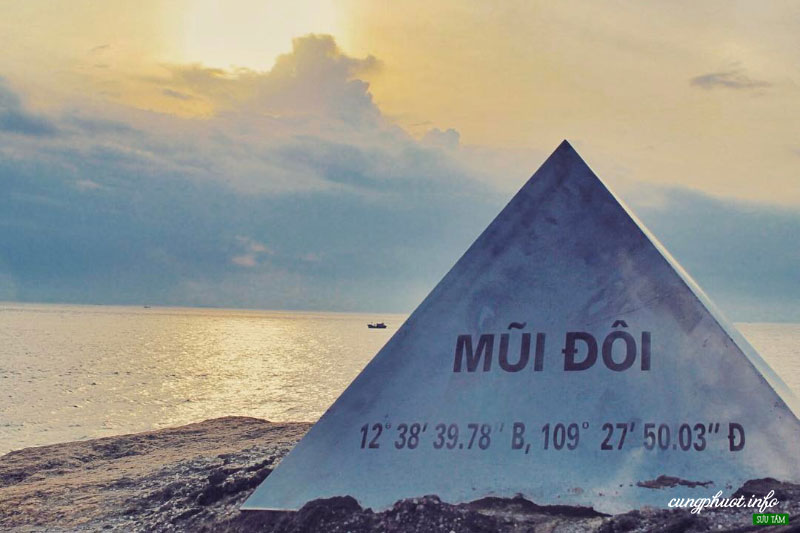 MŨI ĐÔI
12° 38' 39.78' B, 109° 27' 50.03" Đ
cungphuot.info
SƯU TẦM